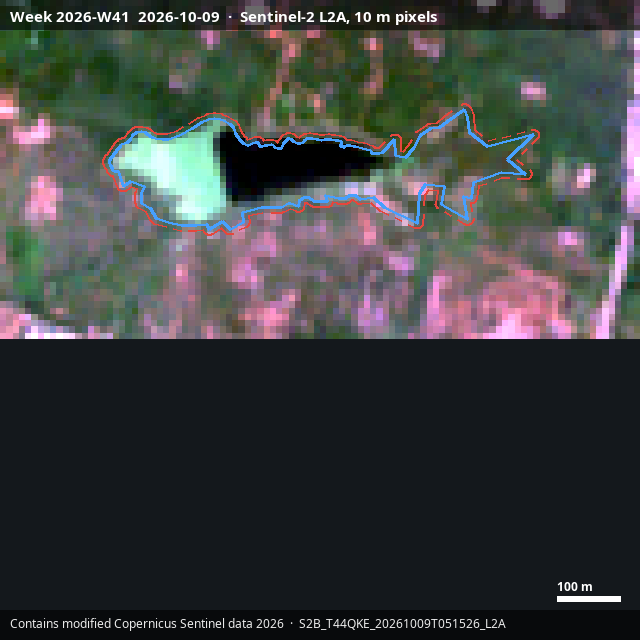 Week 2026-W41 2026-10-09 · Sentinel-2 L2A, 10 m pixels
100 m
Contains modified Copernicus Sentinel data 2026 · S2B_T44QKE_20261009T051526_L2A